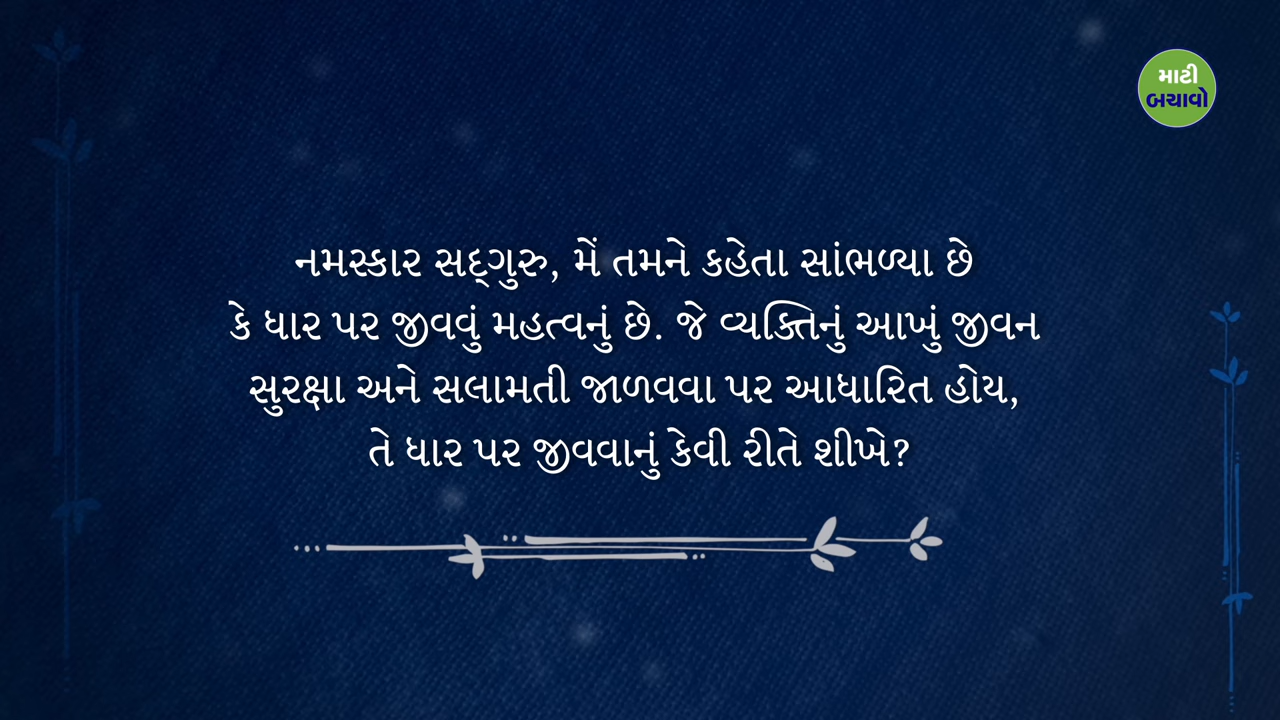 માટી
બચાવો
નમસ્કાર સદ્‌ગુરુ, મેં તમને કહેતા સાંભળ્યા છે
કે ધાર પર જીવવું મહત્વનું છે. જે વ્યક્તિનું આખું જીવન
સુરક્ષા અને સલામતી જાળવવા પર આધારિત હોય,
તે ધાર પર જીવવાનું કેવી રીતે શીખે?